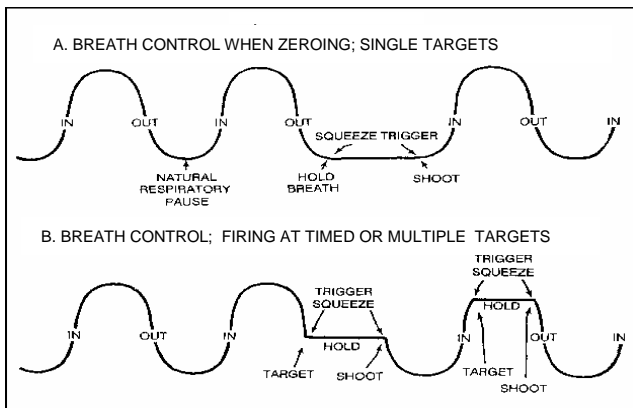 A. BREATH CONTROL WHEN ZEROING; SINGLE TARGETS
IN
OUT
IN
OUT
IN
OUT
IN
SQUEEZE TRIGGER
NATURAL
RESPIRATORY
PAUSE
HOLD
BREATH
SHOOT
B. BREATH CONTROL; FIRING AT TIMED OR MULTIPLE TARGETS
TRIGGER
SQUEEZE
TRIGGER
SQUEEZE
HOLD
IN
OUT
IN
HOLD
IN
OUT
IN
TARGET
SHOOT
TARGET
SHOOT